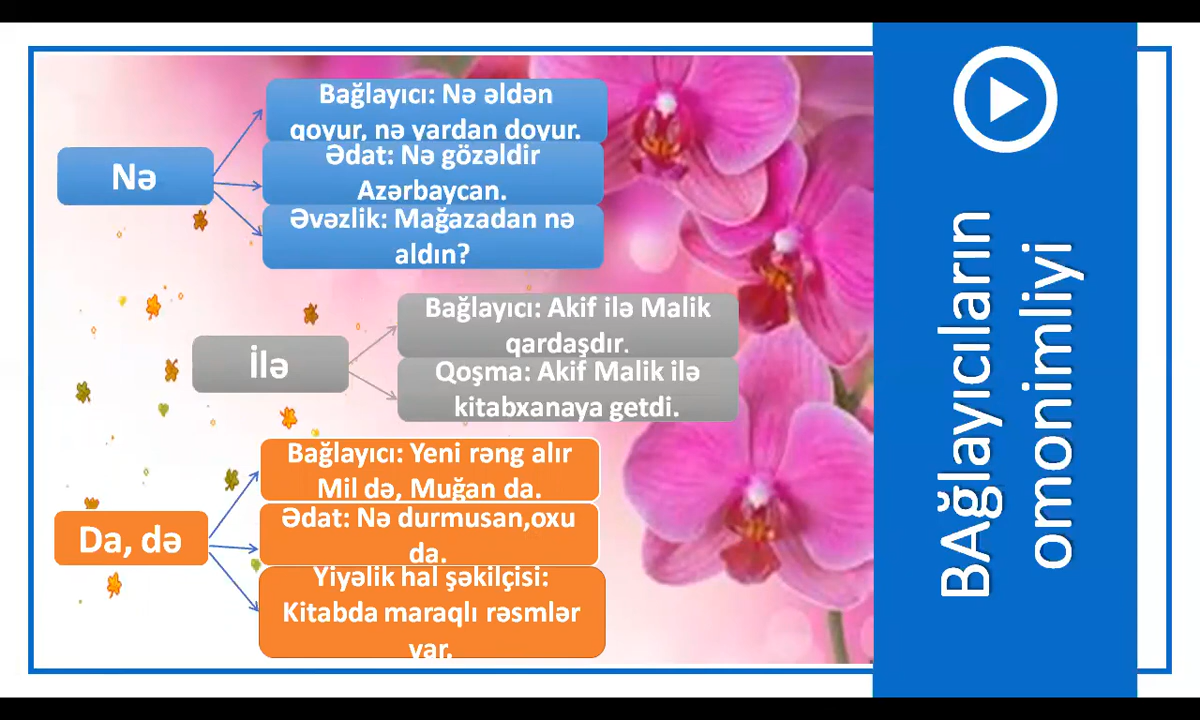 Nə
Bağlayıcı: Nə əldən
qoyur, nə yardan doyur.
Ədat: Nə gözəldir
Azərbaycan.
Əvəzlik: Mağazadan nə
aldın?
İlə
Bağlayıcı: Akif ilə Malik
qardaşdır.
Qoşma: Akif Malik ilə
kitabxanaya getdi.
Da, də
Bağlayıcı: Yeni rəng alır
Mil də, Muğan da.
Ədat: Nə durmusan,oxu
da.
Yiyəlik hal şəkilçisi:
Kitabda maraqlı rəsmlər
var.
BAğlayıcıların
omonimliyi